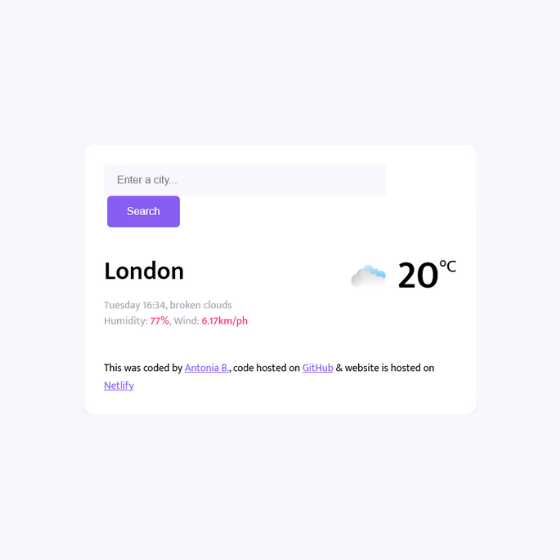 Enter a city...
Search
London
20°C
Tuesday 16:34, broken clouds
Humidity: 77%, Wind: 6.17km/ph
This was coded by Antonia B., code hosted on GitHub & website is hosted on
Netlify